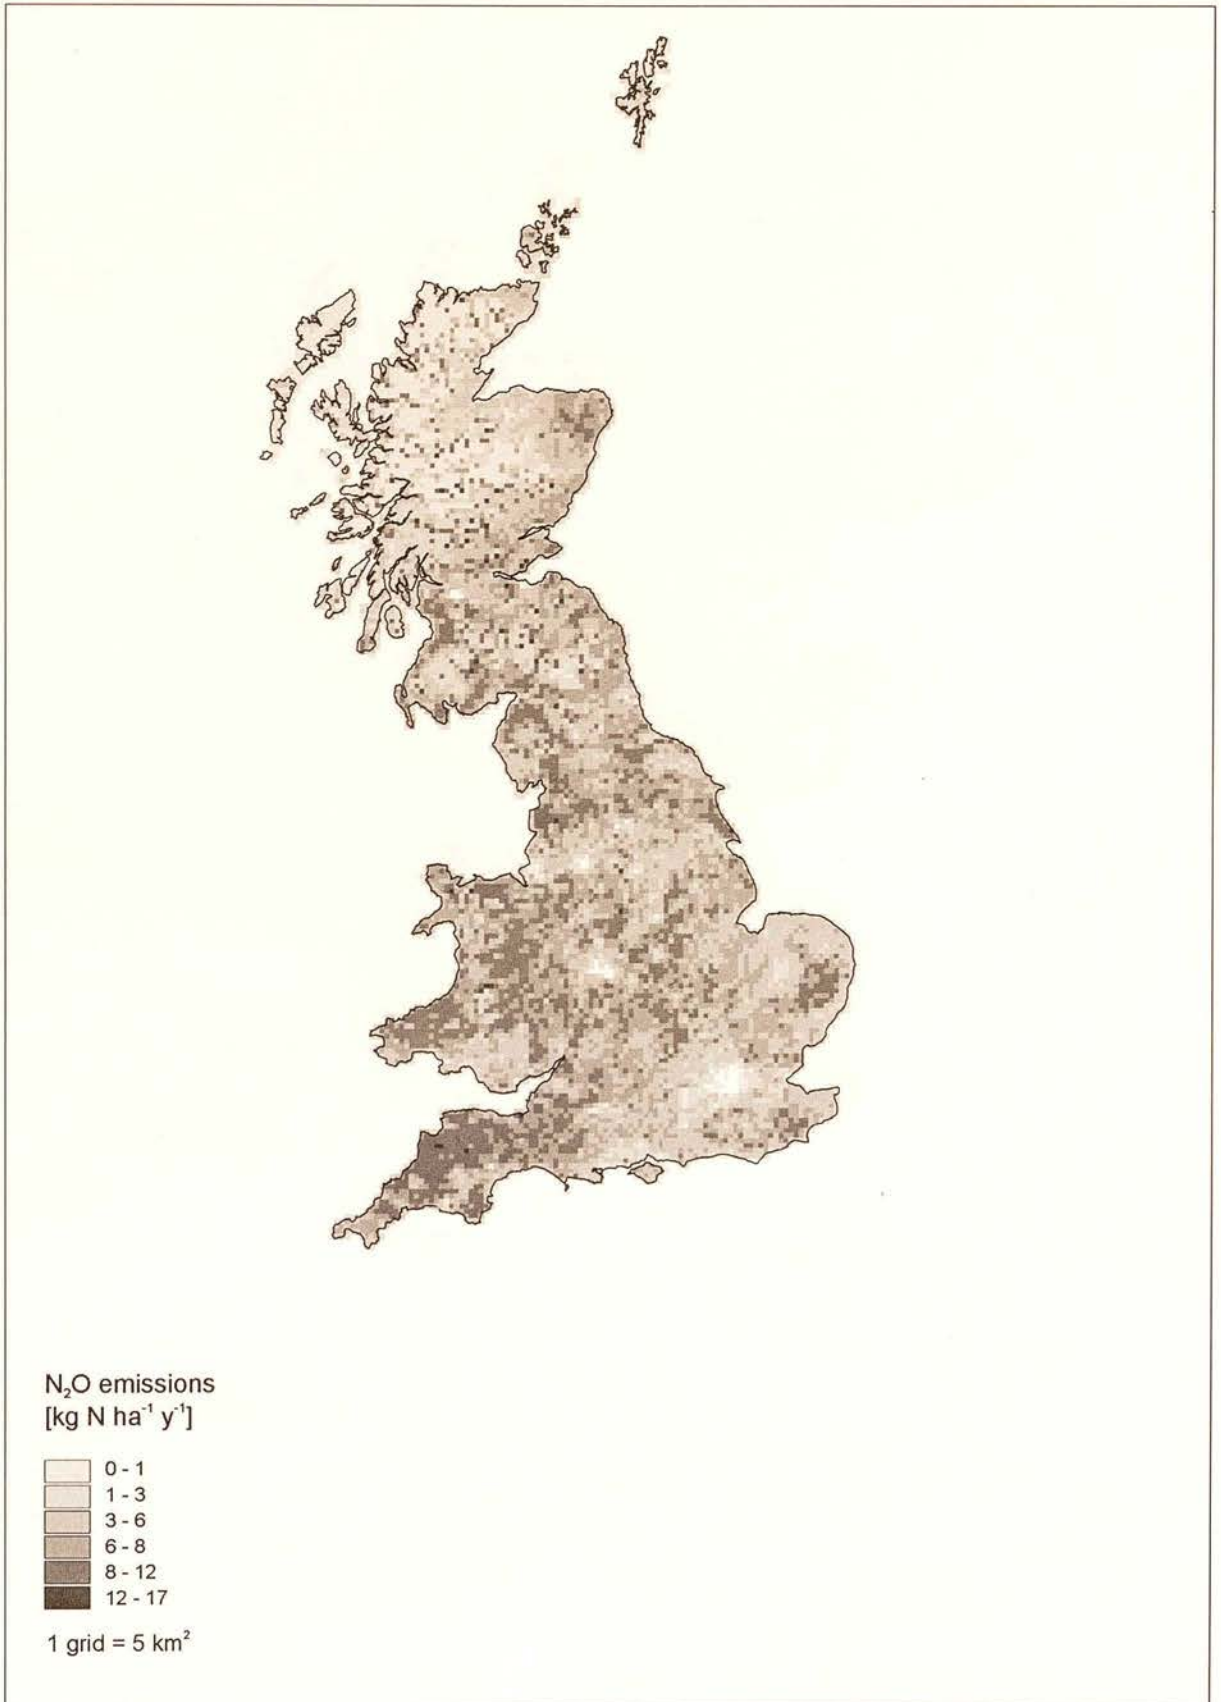 N₂O emissions
[kg N ha⁻¹ y⁻¹]
0 - 1
1 - 3
3 - 6
6 - 8
8 - 12
12 - 17
1 grid = 5 km²